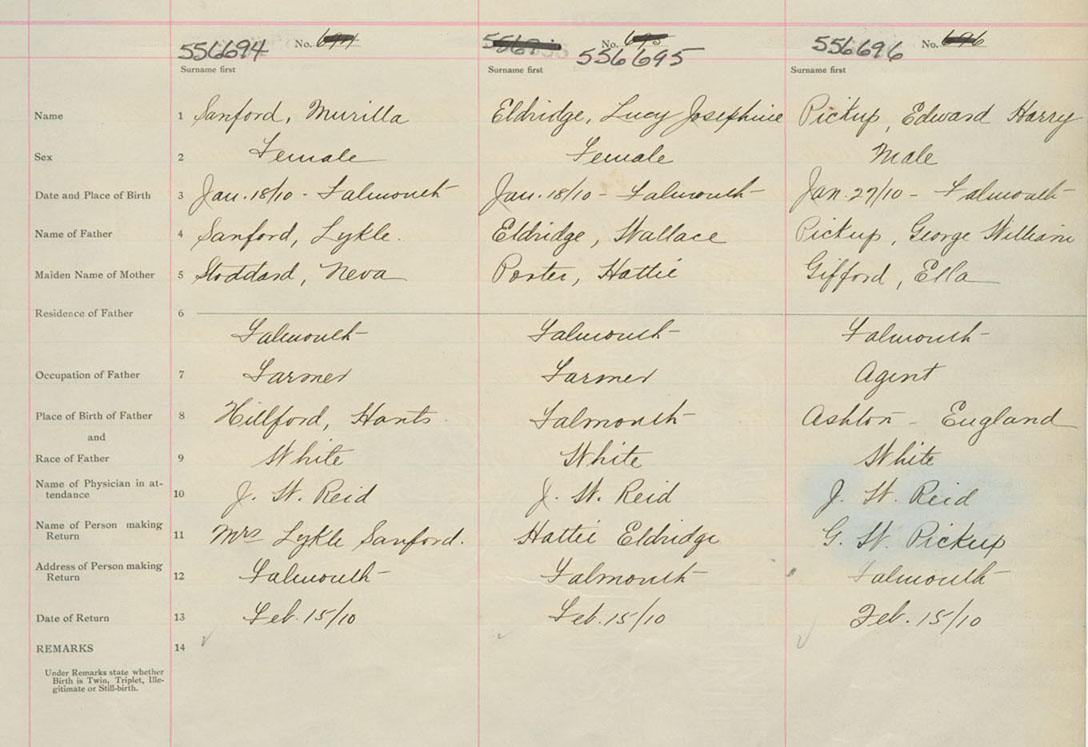 556694 No. 556695 No. 556696 No.
Surname first Surname first Surname first
Name 1 Sanford, Murilla Eldridge, Lucy Josephine Pickup, Edward Harry
Sex 2 Female Female Male
Date and Place of Birth 3 Jan. 18/10 - Falmouth Jan. 18/10 - Falmouth Jan. 27/10 - Falmouth
Name of Father 4 Sanford, Lykle. Eldridge, Wallace Pickup, George William
Maiden Name of Mother 5 Stoddard, Neva Porter, Hattie Gifford, Ella
Residence of Father 6
Falmouth Falmouth Falmouth
Occupation of Father 7 Farmer Farmer Agent
Place of Birth of Father 8 Hillford, Hants. Falmouth Ashton - England
and
Race of Father 9 White White White
Name of Physician in at-
tendance 10 J. W. Reid J. W. Reid J. W. Reid
Name of Person making
Return 11 Mrs Lykle Sanford. Hattie Eldridge G. W. Pickup
Address of Person making
Return 12 Falmouth Falmouth Falmouth
Date of Return 13 Feb. 15/10 Feb. 15/10 Feb. 15/10
REMARKS 14
Under Remarks state whether
Birth is Twin, Triplet, Ille-
gitimate or Still-birth.